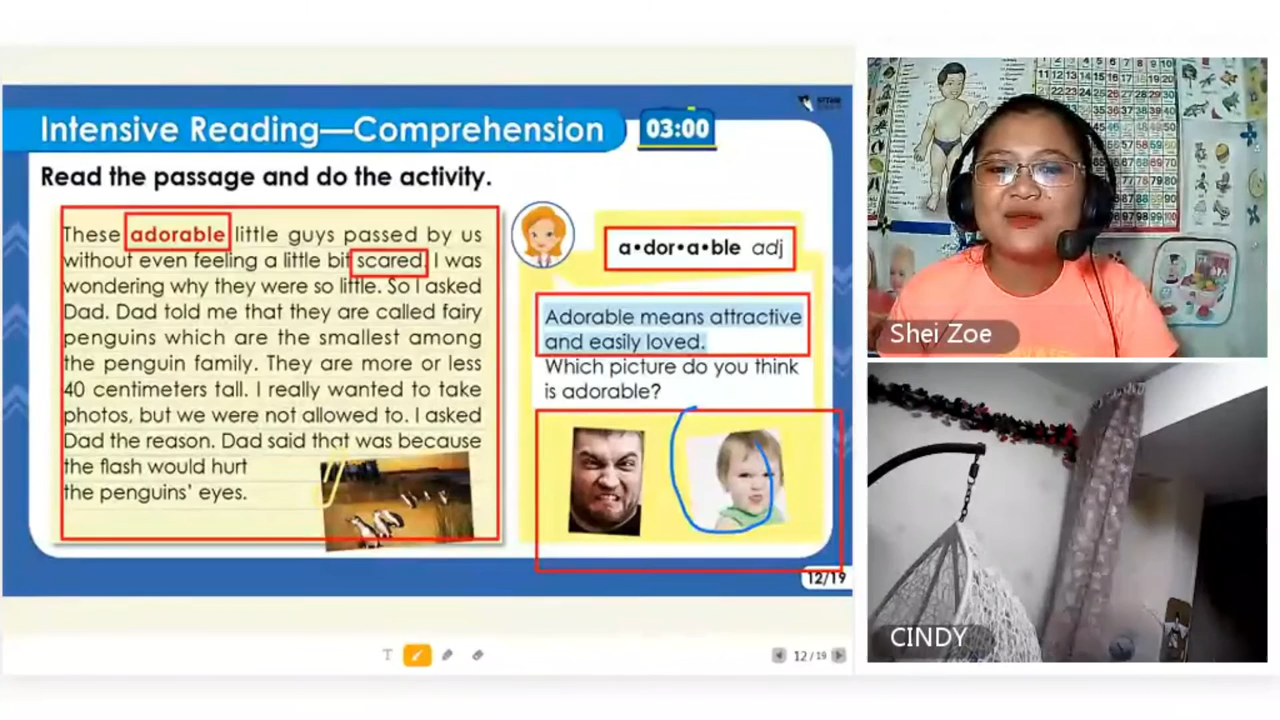 Intensive Reading—Comprehension
03:00
Read the passage and do the activity.
These adorable little guys passed by us
without even feeling a little bit scared. I was
wondering why they were so little. So I asked
Dad. Dad told me that they are called fairy
penguins which are the smallest among
the penguin family. They are more or less
40 centimeters tall. I really wanted to take
photos, but we were not allowed to. I asked
Dad the reason. Dad said that was because
the flash would hurt
the penguins' eyes.
a•dor•a•ble adj
Adorable means attractive
and easily loved.
Which picture do you think
is adorable?
12/19
T
12/19
Shei Zoe
CINDY